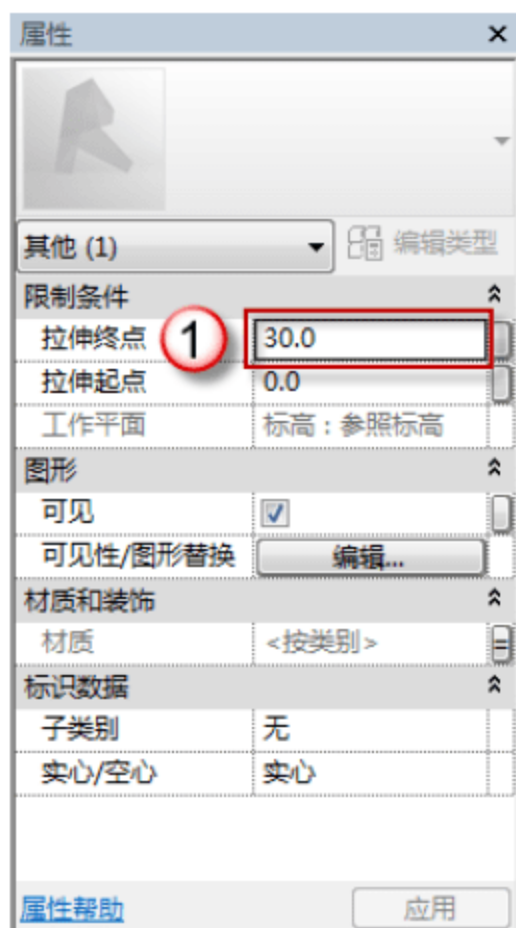 属性
其他 (1) 编辑类型
限制条件
拉伸终点 1 30.0
拉伸起点 0.0
工作平面 标高：参照标高
图形
可见
可见性/图形替换 编辑...
材质和装饰
材质 <按类别> =
标识数据
子类别 无
实心/空心 实心
属性帮助 应用